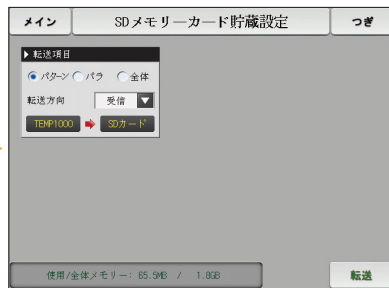 メイン
SDメモリーカード貯蔵設定
つぎ
▶ 転送項目
パターン パラ 全体
転送方向 受信
TEMP1000 SDカード
使用/全体メモリー: 65.5MB / 1.8GB
転送